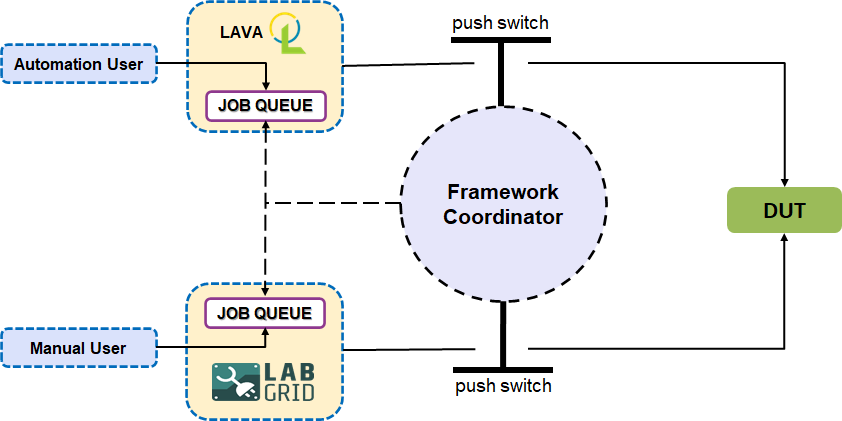 push switch
LAVA
Automation User
JOB QUEUE
Framework
Coordinator
DUT
JOB QUEUE
Manual User
LAB
GRID
push switch